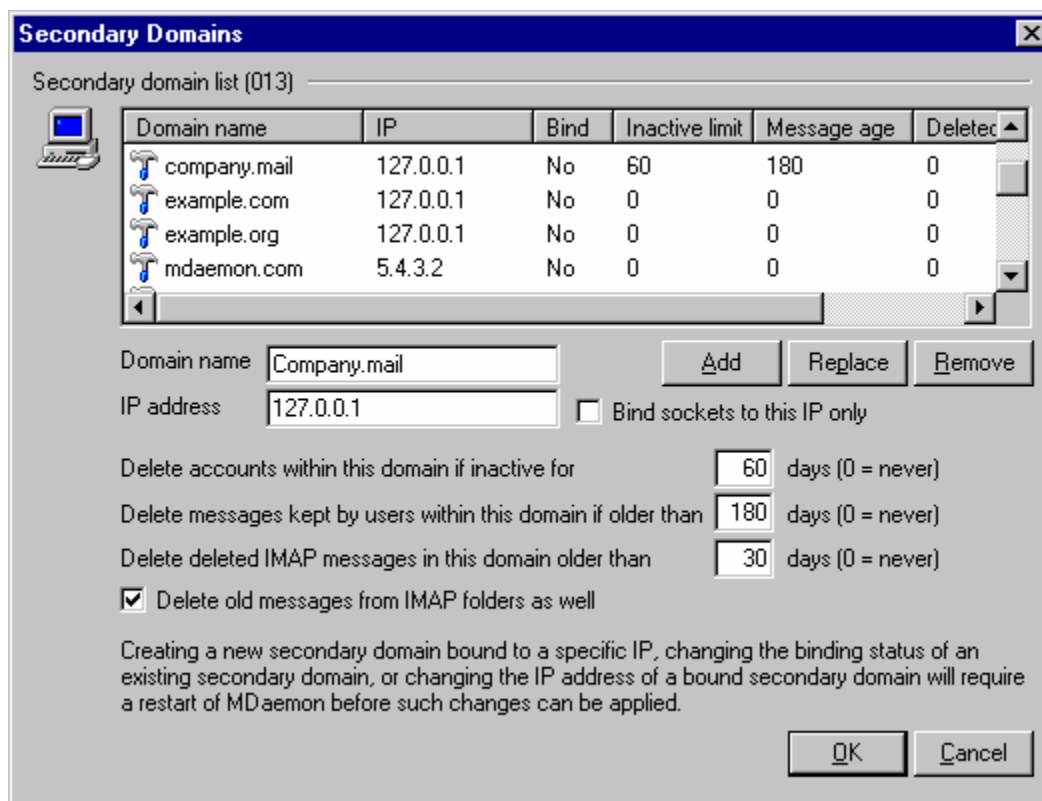 Secondary Domains
Secondary domain list (013)
Domain name IP Bind Inactive limit Message age Deleted
company.mail 127.0.0.1 No 60 180 0
example.com 127.0.0.1 No 0 0 0
example.org 127.0.0.1 No 0 0 0
mdaemon.com 5.4.3.2 No 0 0 0
Domain name Company.mail Add Replace Remove
IP address 127.0.0.1 Bind sockets to this IP only
Delete accounts within this domain if inactive for 60 days (0 = never)
Delete messages kept by users within this domain if older than 180 days (0 = never)
Delete deleted IMAP messages in this domain older than 30 days (0 = never)
Delete old messages from IMAP folders as well
Creating a new secondary domain bound to a specific IP, changing the binding status of an
existing secondary domain, or changing the IP address of a bound secondary domain will require
a restart of MDaemon before such changes can be applied.
OK Cancel